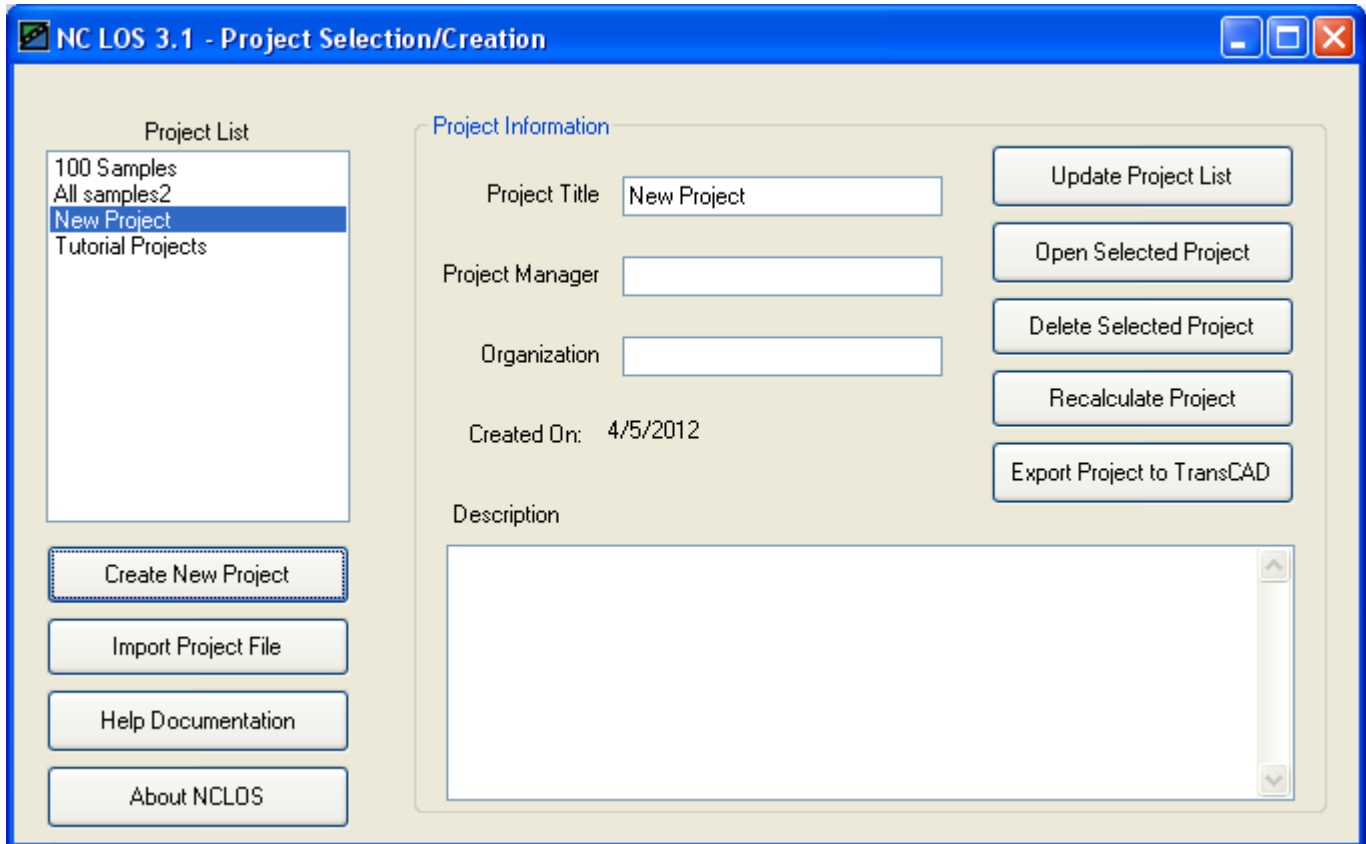 NC LOS 3.1 - Project Selection/Creation
Project List
100 Samples
All samples2
New Project
Tutorial Projects
Create New Project
Import Project File
Help Documentation
About NCLOS
Project Information
Project Title
New Project
Project Manager
Organization
Created On: 4/5/2012
Description
Update Project List
Open Selected Project
Delete Selected Project
Recalculate Project
Export Project to TransCAD